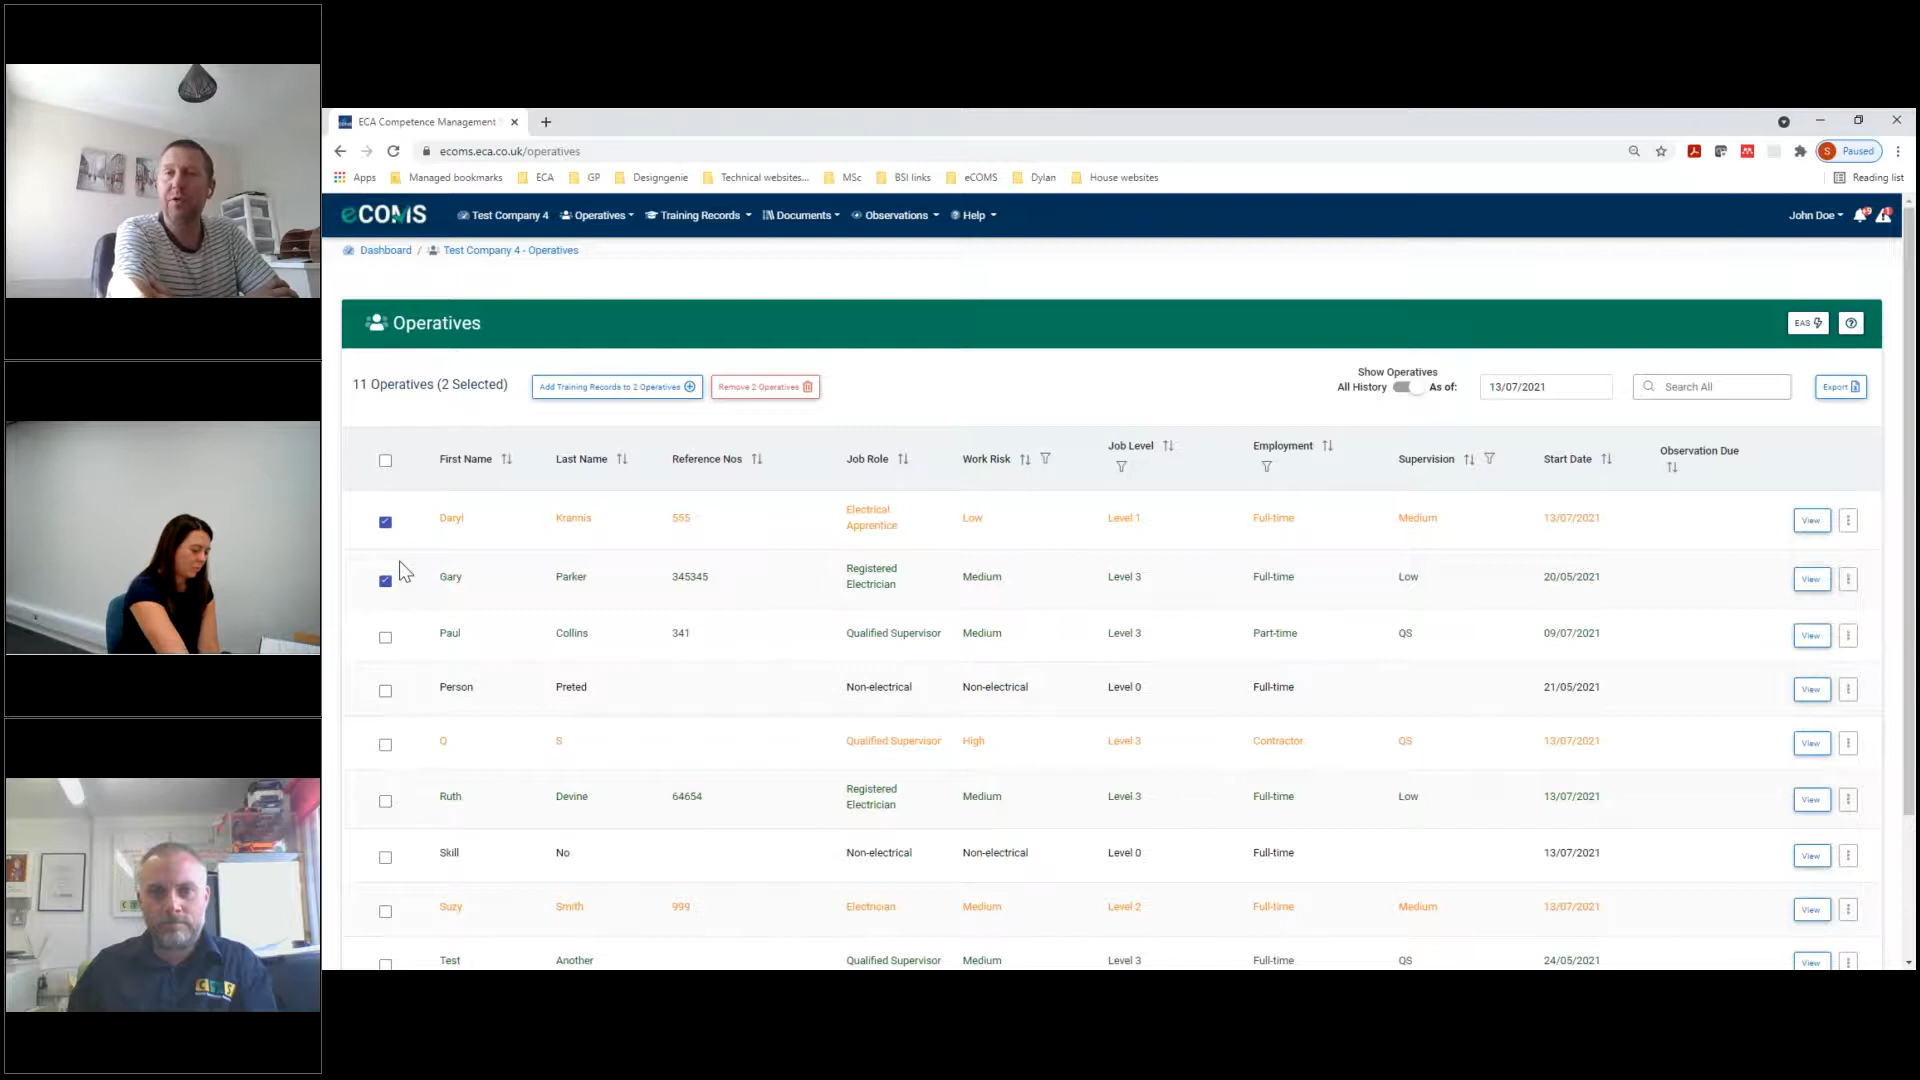 ECA Competence Management
ecoms.eca.co.uk/operatives
S Paused
Apps Managed bookmarks ECA GP Designgenie Technical websites... MSc BSI links eCOMS Dylan House websites Reading list
eCOMS Test Company 4 Operatives Training Records Documents Observations Help John Doe
Dashboard / Test Company 4 - Operatives
Operatives EAS
11 Operatives (2 Selected) Add Training Records to 2 Operatives Remove 2 Operatives
Show Operatives
All History As of: 13/07/2021 Search All Export
First Name Last Name Reference Nos Job Role Work Risk Job Level Employment Supervision Start Date Observation Due
Daryl Krannis 555 Electrical Apprentice Low Level 1 Full-time Medium 13/07/2021 View
Gary Parker 345345 Registered Electrician Medium Level 3 Full-time Low 20/05/2021 View
Paul Collins 341 Qualified Supervisor Medium Level 3 Part-time QS 09/07/2021 View
Person Preted Non-electrical Non-electrical Level 0 Full-time 21/05/2021 View
Q S Qualified Supervisor High Level 3 Contractor QS 13/07/2021 View
Ruth Devine 64654 Registered Electrician Medium Level 3 Full-time Low 13/07/2021 View
Skill No Non-electrical Non-electrical Level 0 Full-time 13/07/2021 View
Suzy Smith 999 Electrician Medium Level 2 Full-time Medium 13/07/2021 View
Test Another Qualified Supervisor Medium Level 3 Full-time QS 24/05/2021 View